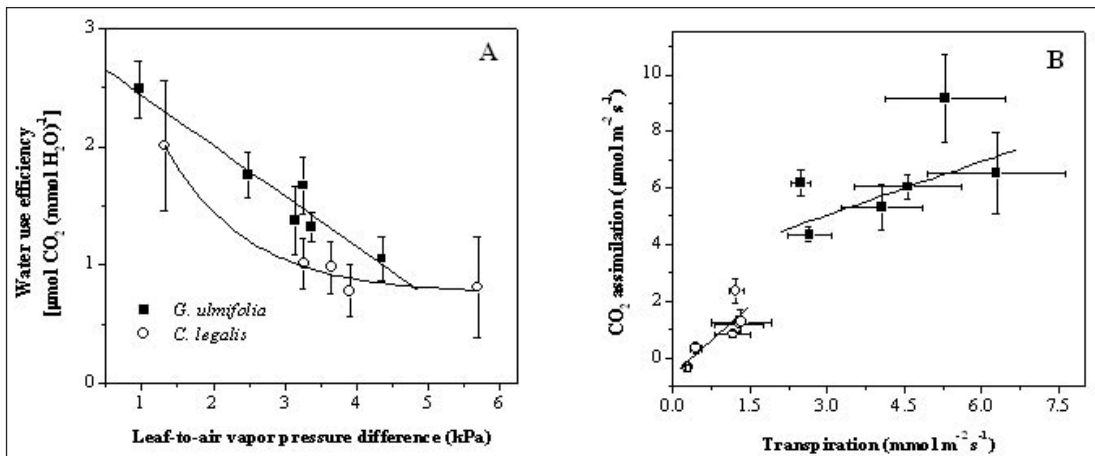 A
3
2
1
0
Water use efficiency
[µmol CO₂ (mmol H₂O)⁻¹]
G. ulmifolia
C. legalis
1 2 3 4 5 6
Leaf-to-air vapor pressure difference (kPa)
B
10
8
6
4
2
0
CO₂ assimilation (µmol m⁻² s⁻¹)
0.0 1.5 3.0 4.5 6.0 7.5
Transpiration (mmol m⁻² s⁻¹)